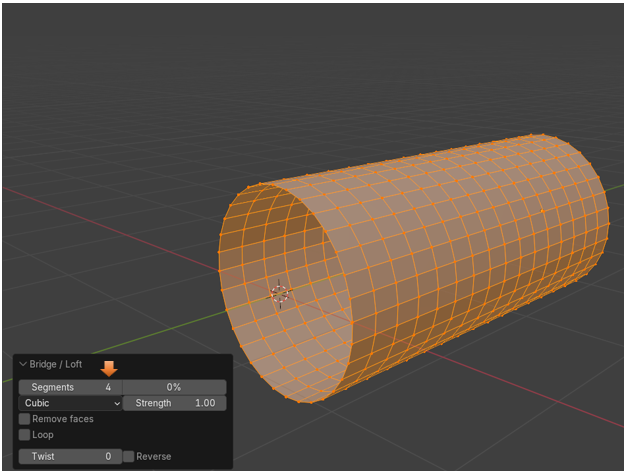 Bridge / Loft
Segments 4 0%
Cubic Strength 1.00
Remove faces
Loop
Twist 0 Reverse